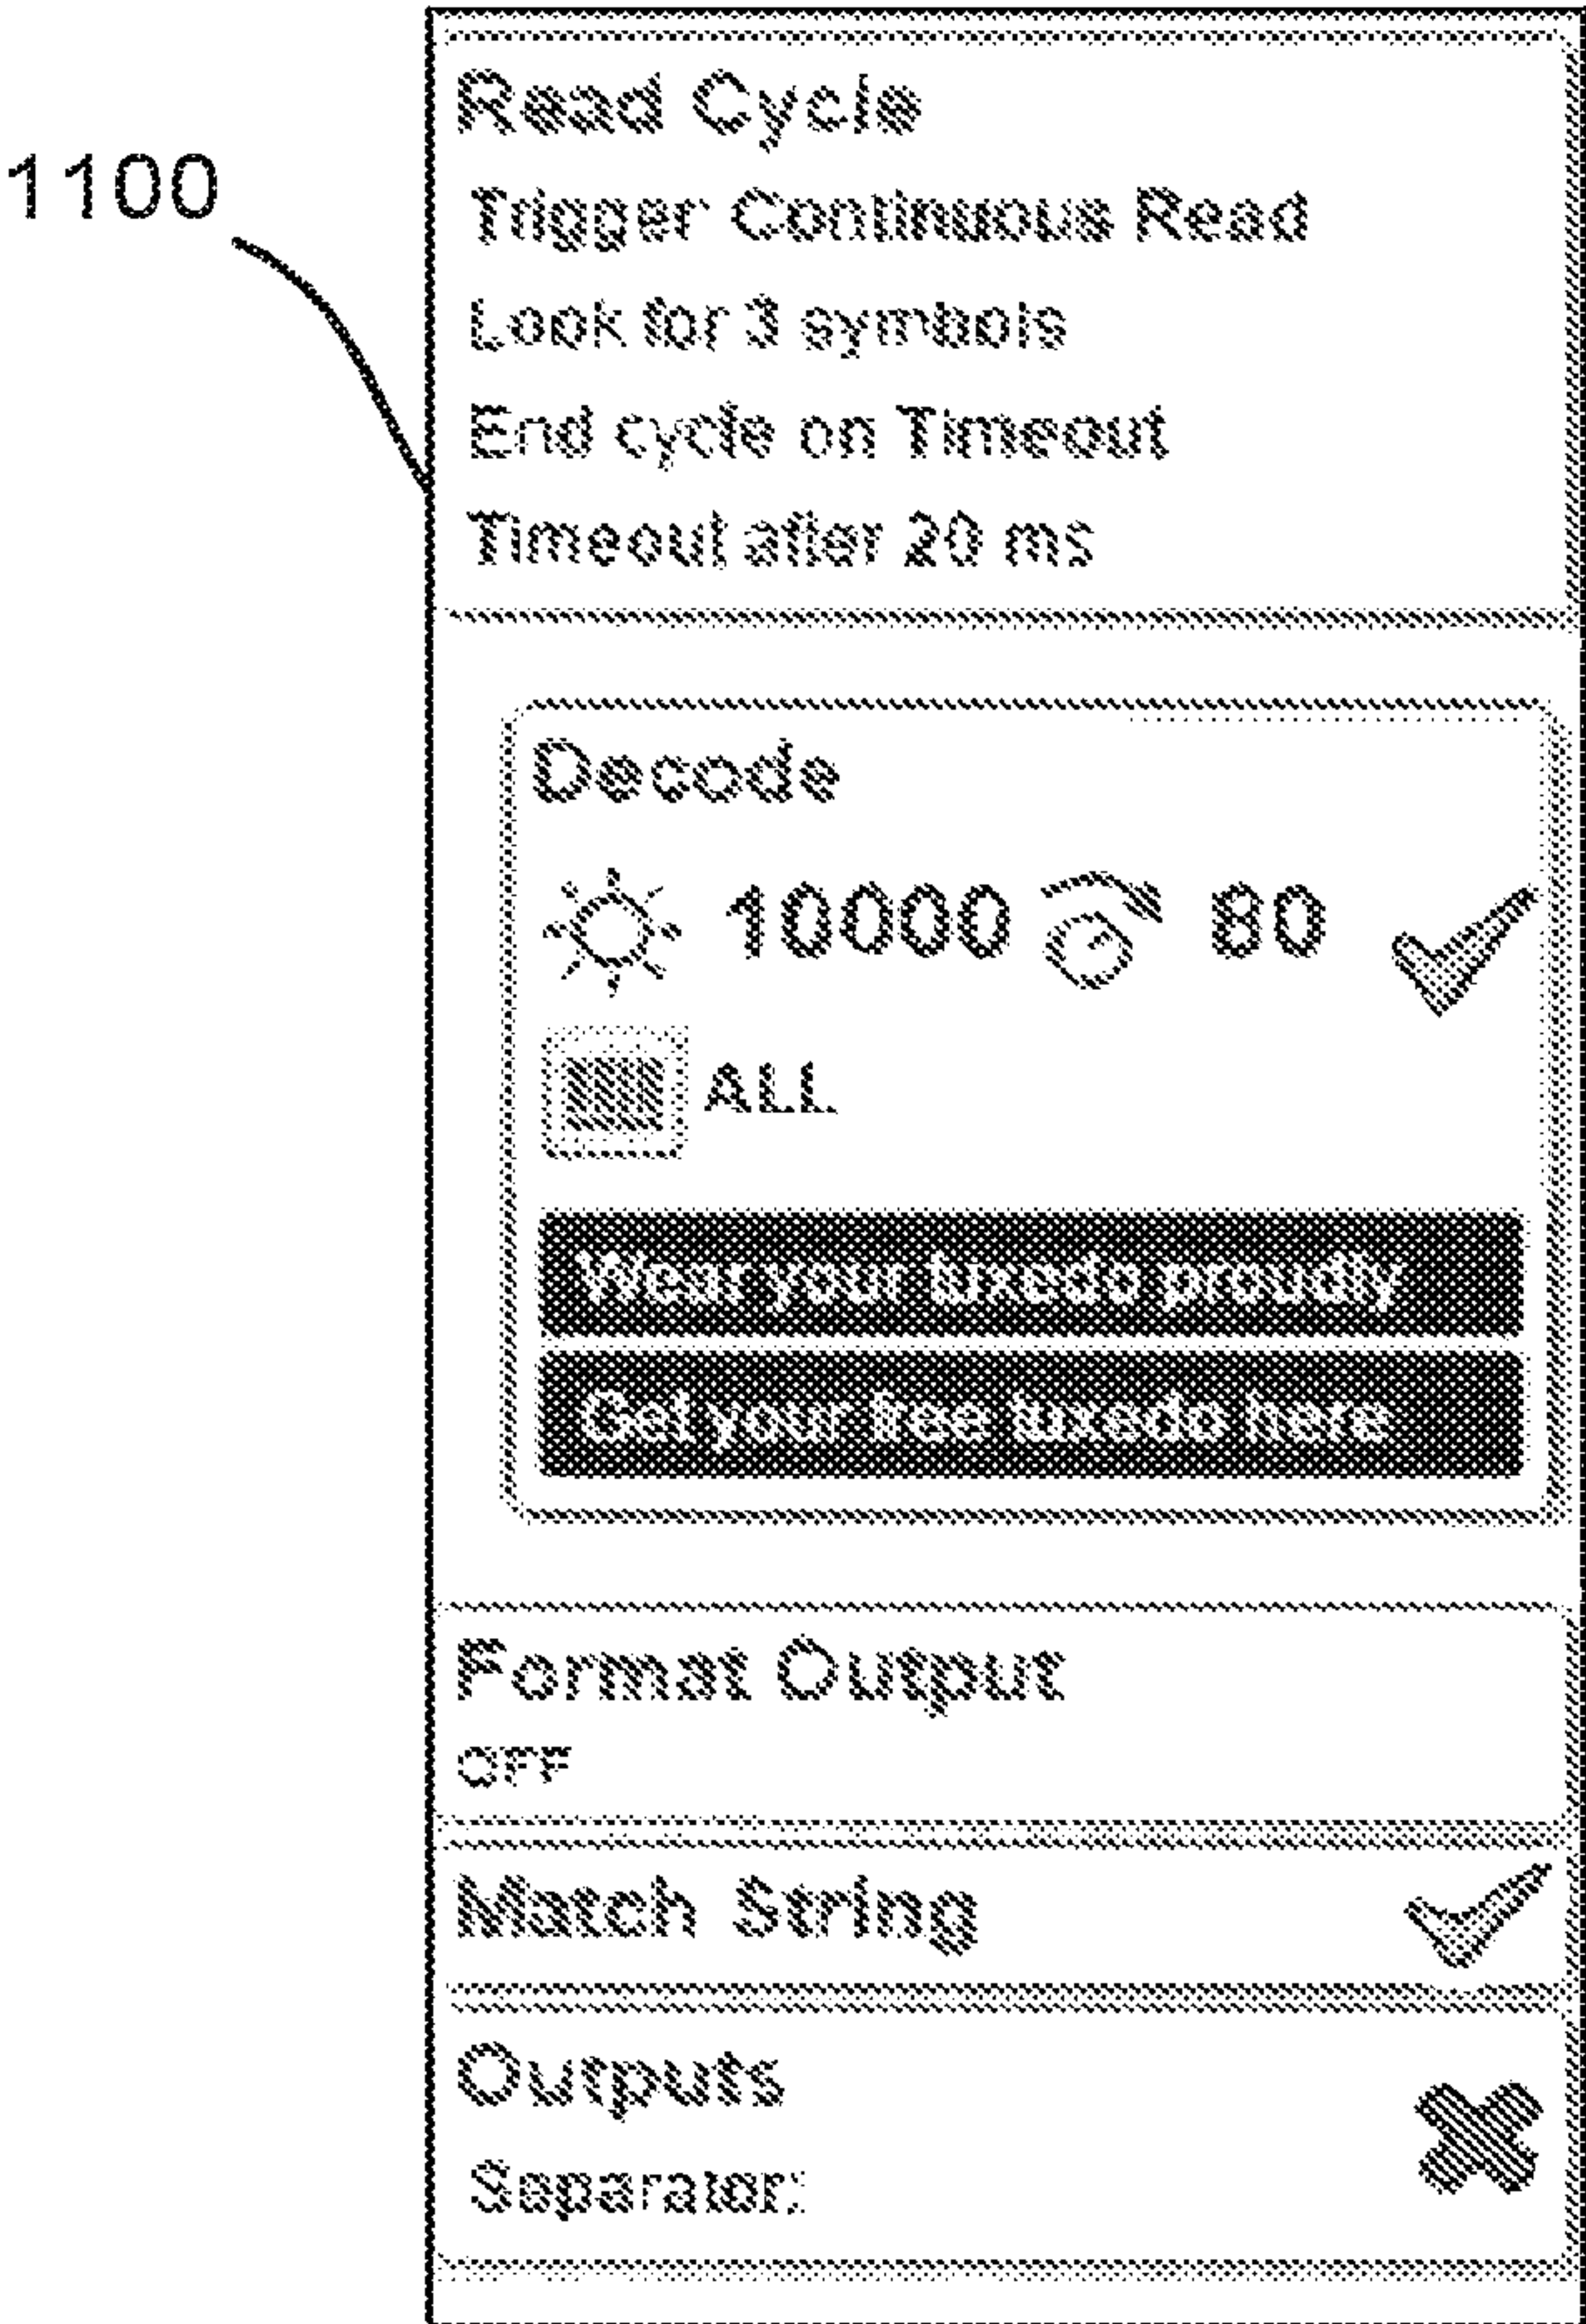 1100
Read Cycle
Trigger Continuous Read
Look for 3 symbols
End cycle on Timeout
Timeout after 20 ms
Decode
10000 80
ALL
Wear your tuxedo proudly
Get your free tuxedo here
Format Output
OFF
Match String
Outputs
Separator: